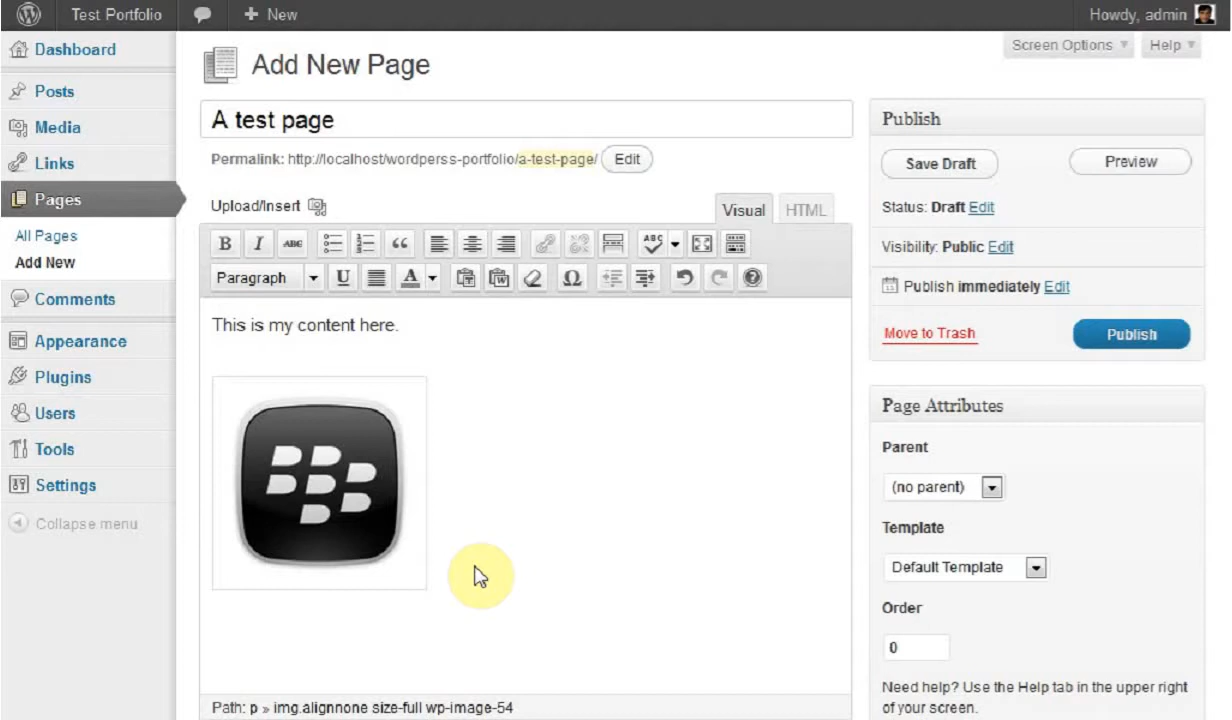 Test Portfolio
New
Howdy, admin
Dashboard
Posts
Media
Links
Pages
All Pages
Add New
Comments
Appearance
Plugins
Users
Tools
Settings
Collapse menu
Screen Options
Help
Add New Page
A test page
Permalink: http://localhost/wordperss-portfolio/a-test-page/ Edit
Upload/Insert
Visual
HTML
B I ABC ABC
Paragraph U A Ω
This is my content here.
Path: p » img.alignnone size-full wp-image-54
Publish
Save Draft
Preview
Status: Draft Edit
Visibility: Public Edit
Publish immediately Edit
Move to Trash
Publish
Page Attributes
Parent
(no parent)
Template
Default Template
Order
0
Need help? Use the Help tab in the upper right
of your screen.